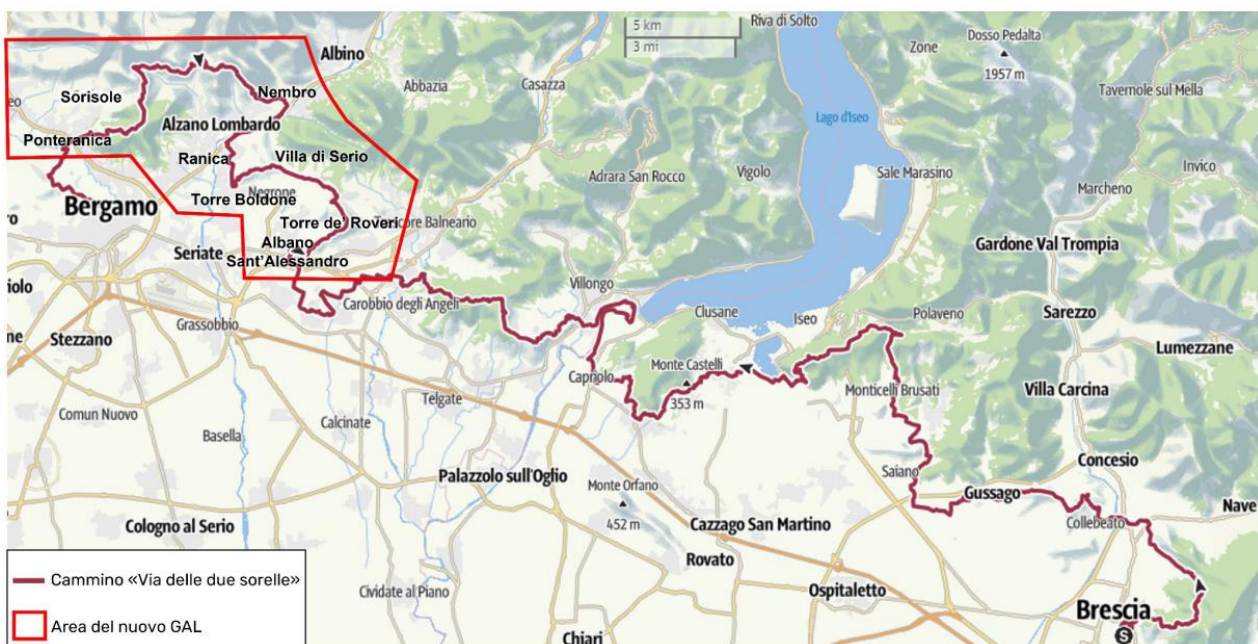 5 km
3 mi
Riva di Solto
Dosso Pedalta
1957 m
Zone
Albino
Abbazia
Casazza
Tavernole sul Mella
Sorisole
Nembro
Lago d'Iseo
Alzano Lombardo
Ponteranica
Ranica
Villa di Serio
Adrara San Rocco
Vigolo
Sale Marasino
Invico
Marcheno
Negrone
Bergamo
Torre Boldone
Torre de' Roveri
Balneario
Albano
Sant'Alessandro
Seriate
Gardone Val Trompia
Villongo
Carobbio degli Angeli
Clusane
Iseo
Polaveno
Sarezzo
Grassobbio
Stezzano
Lumezzane
Monte Castelli
353 m
Capriolo
Monticelli Brusati
Villa Carcina
Comun Nuovo
Telgate
Calcinate
Basella
Palazzolo sull'Oglio
Saiano
Concesio
Gussago
Monte Orfano
452 m
Cologno al Serio
Cazzago San Martino
Collebeato
Nave
Rovato
Cammino «Via delle due sorelle»
Cividate al Piano
Ospitaletto
Brescia
S
Area del nuovo GAL
Chiari